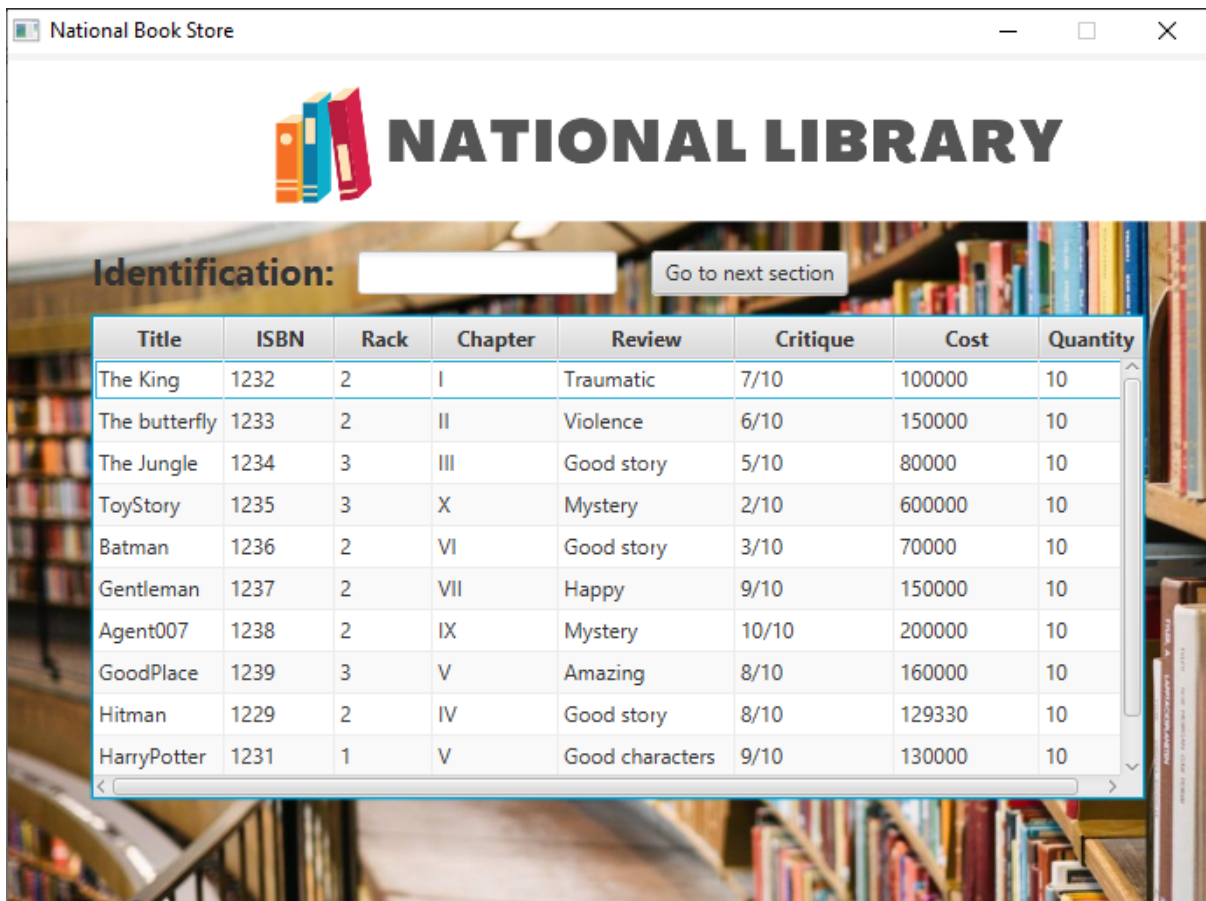 National Book Store
NATIONAL LIBRARY
Identification: Go to next section
Title ISBN Rack Chapter Review Critique Cost Quantity
The King 1232 2 I Traumatic 7/10 100000 10
The butterfly 1233 2 II Violence 6/10 150000 10
The Jungle 1234 3 III Good story 5/10 80000 10
ToyStory 1235 3 X Mystery 2/10 600000 10
Batman 1236 2 VI Good story 3/10 70000 10
Gentleman 1237 2 VII Happy 9/10 150000 10
Agent007 1238 2 IX Mystery 10/10 200000 10
GoodPlace 1239 3 V Amazing 8/10 160000 10
Hitman 1229 2 IV Good story 8/10 129330 10
HarryPotter 1231 1 V Good characters 9/10 130000 10